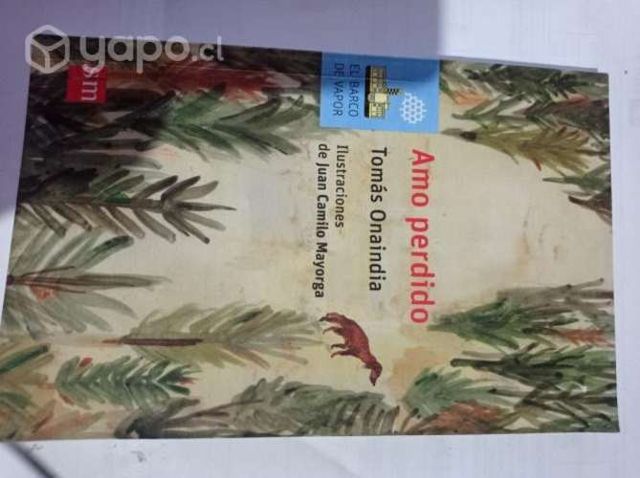 yapo.cl
EL BARCO
DE VAPOR
Amo perdido
Tomás Onaindia
Ilustraciones
de Juan Camilo Mayorga
sm